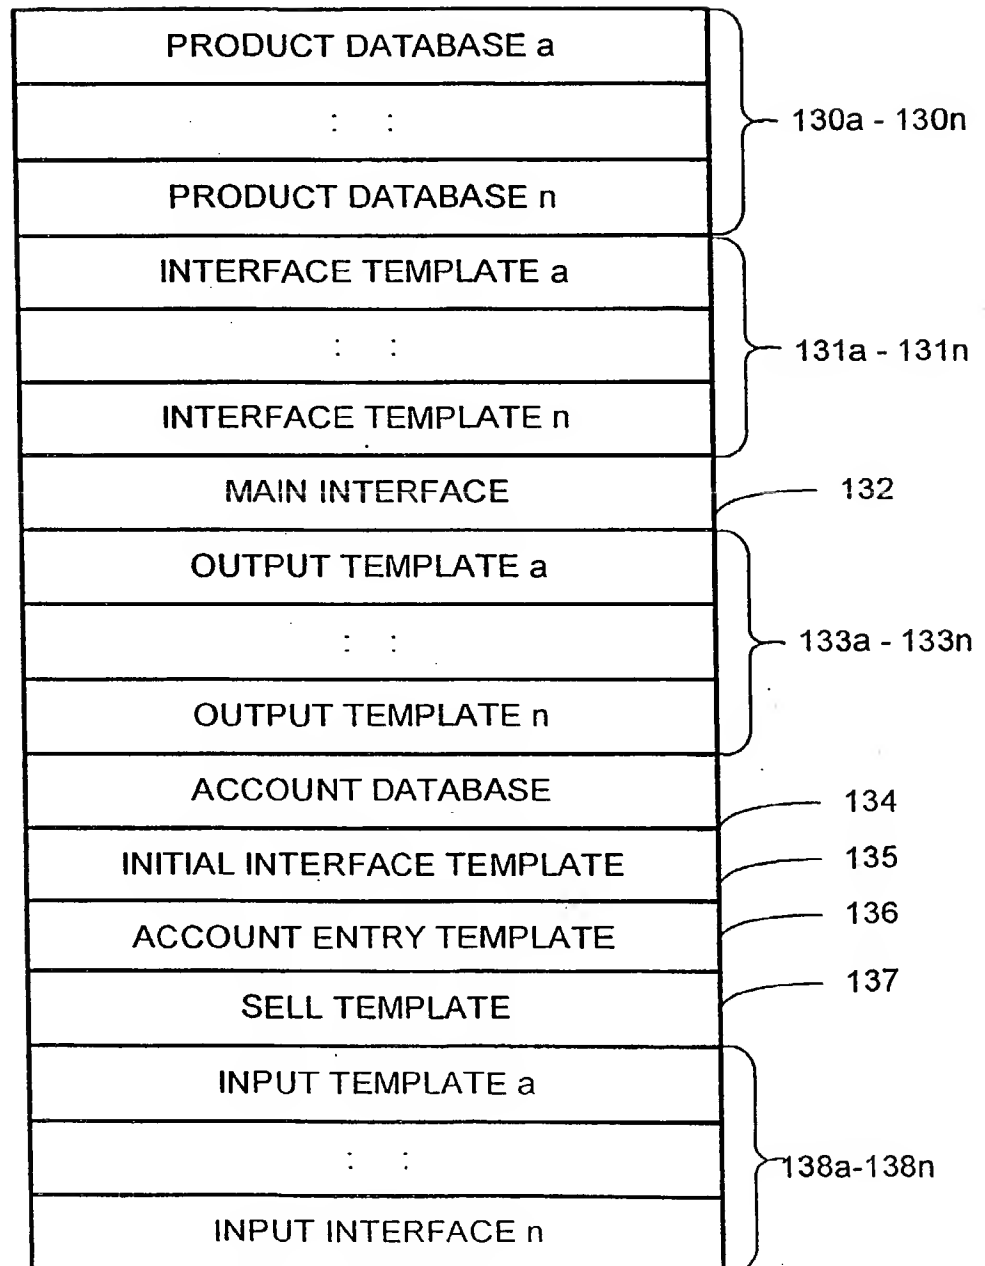 PRODUCT DATABASE a
: :
130a - 130n
PRODUCT DATABASE n
INTERFACE TEMPLATE a
: :
131a - 131n
INTERFACE TEMPLATE n
MAIN INTERFACE
132
OUTPUT TEMPLATE a
: :
133a - 133n
OUTPUT TEMPLATE n
ACCOUNT DATABASE
134
INITIAL INTERFACE TEMPLATE
135
ACCOUNT ENTRY TEMPLATE
136
SELL TEMPLATE
137
INPUT TEMPLATE a
: :
138a-138n
INPUT INTERFACE n